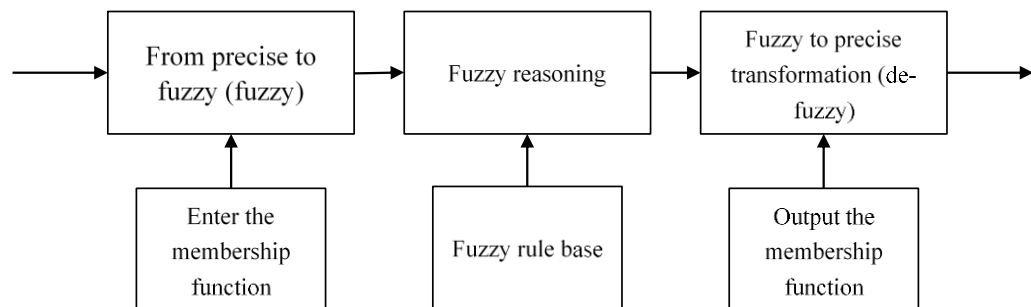 From precise to
fuzzy (fuzzy)
Fuzzy reasoning
Fuzzy to precise
transformation (de-
fuzzy)
Enter the
membership
function
Fuzzy rule base
Output the
membership
function